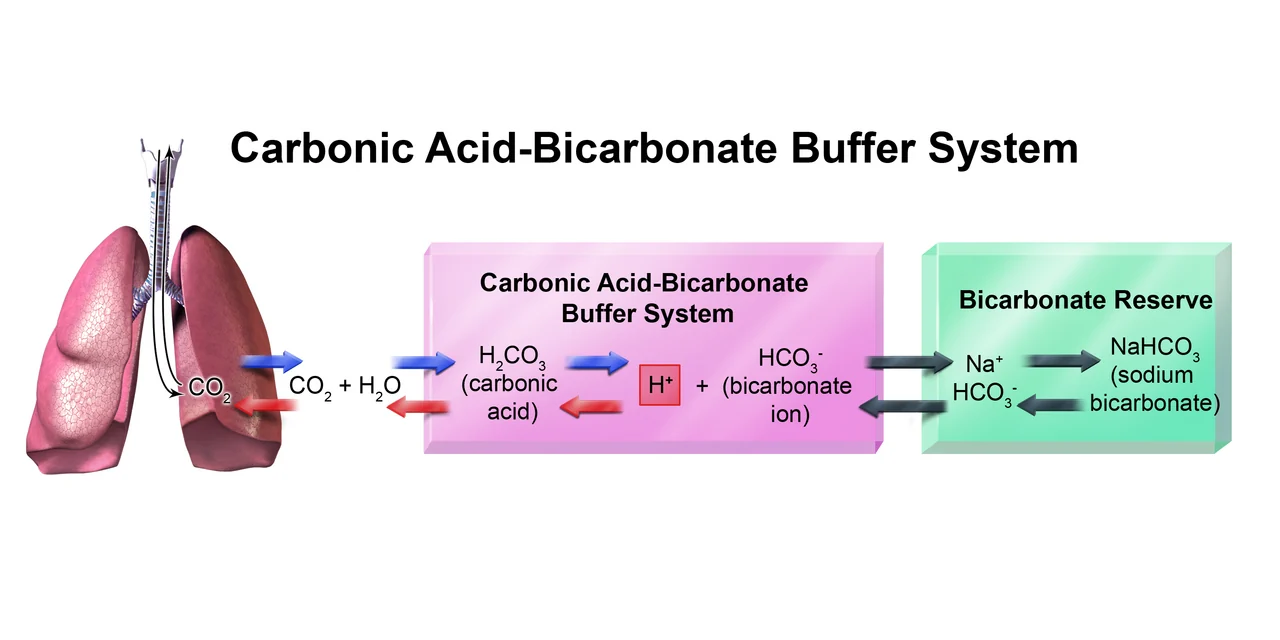 Carbonic Acid-Bicarbonate Buffer System
CO₂
CO₂ + H₂O
Carbonic Acid-Bicarbonate
Buffer System
H₂CO₃
(carbonic
acid)
H⁺
+
HCO₃⁻
(bicarbonate
ion)
Bicarbonate Reserve
Na⁺
HCO₃⁻
NaHCO₃
(sodium
bicarbonate)